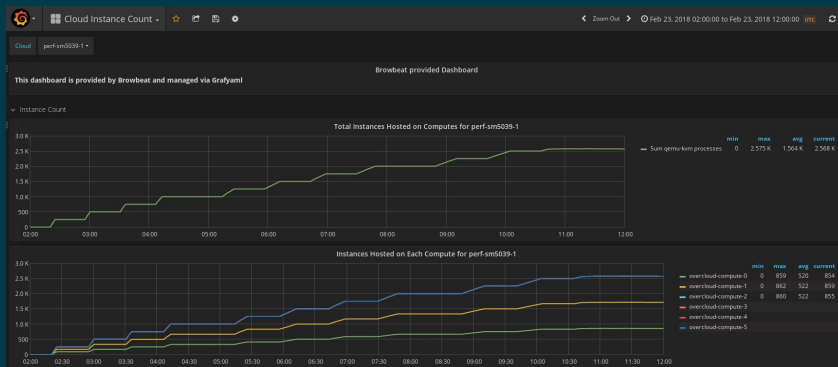 Cloud Instance Count
Zoom Out
Feb 23, 2018 02:00:00 to Feb 23, 2018 12:00:00 UTC
Cloud perf-sm5039-1
Browbeat provided Dashboard
This dashboard is provided by Browbeat and managed via Grafyaml
Instance Count
Total Instances Hosted on Computes for perf-sm5039-1
3.0 K
2.5 K
2.0 K
1.5 K
1.0 K
500
0
02:00 03:00 04:00 05:00 06:00 07:00 08:00 09:00 10:00 11:00 12:00
min max avg current
Sum qemu-kvm processes 0 2.575 K 1.564 K 2.568 K
Instances Hosted on Each Compute for perf-sm5039-1
3.0 K
2.5 K
2.0 K
1.5 K
1.0 K
500
0
02:00 02:30 03:00 03:30 04:00 04:30 05:00 05:30 06:00 06:30 07:00 07:30 08:00 08:30 09:00 09:30 10:00 10:30 11:00 11:30 12:00
min max avg current
overcloud-compute-0 0 859 520 854
overcloud-compute-1 0 862 522 859
overcloud-compute-2 0 860 522 855
overcloud-compute-3
overcloud-compute-4
overcloud-compute-5